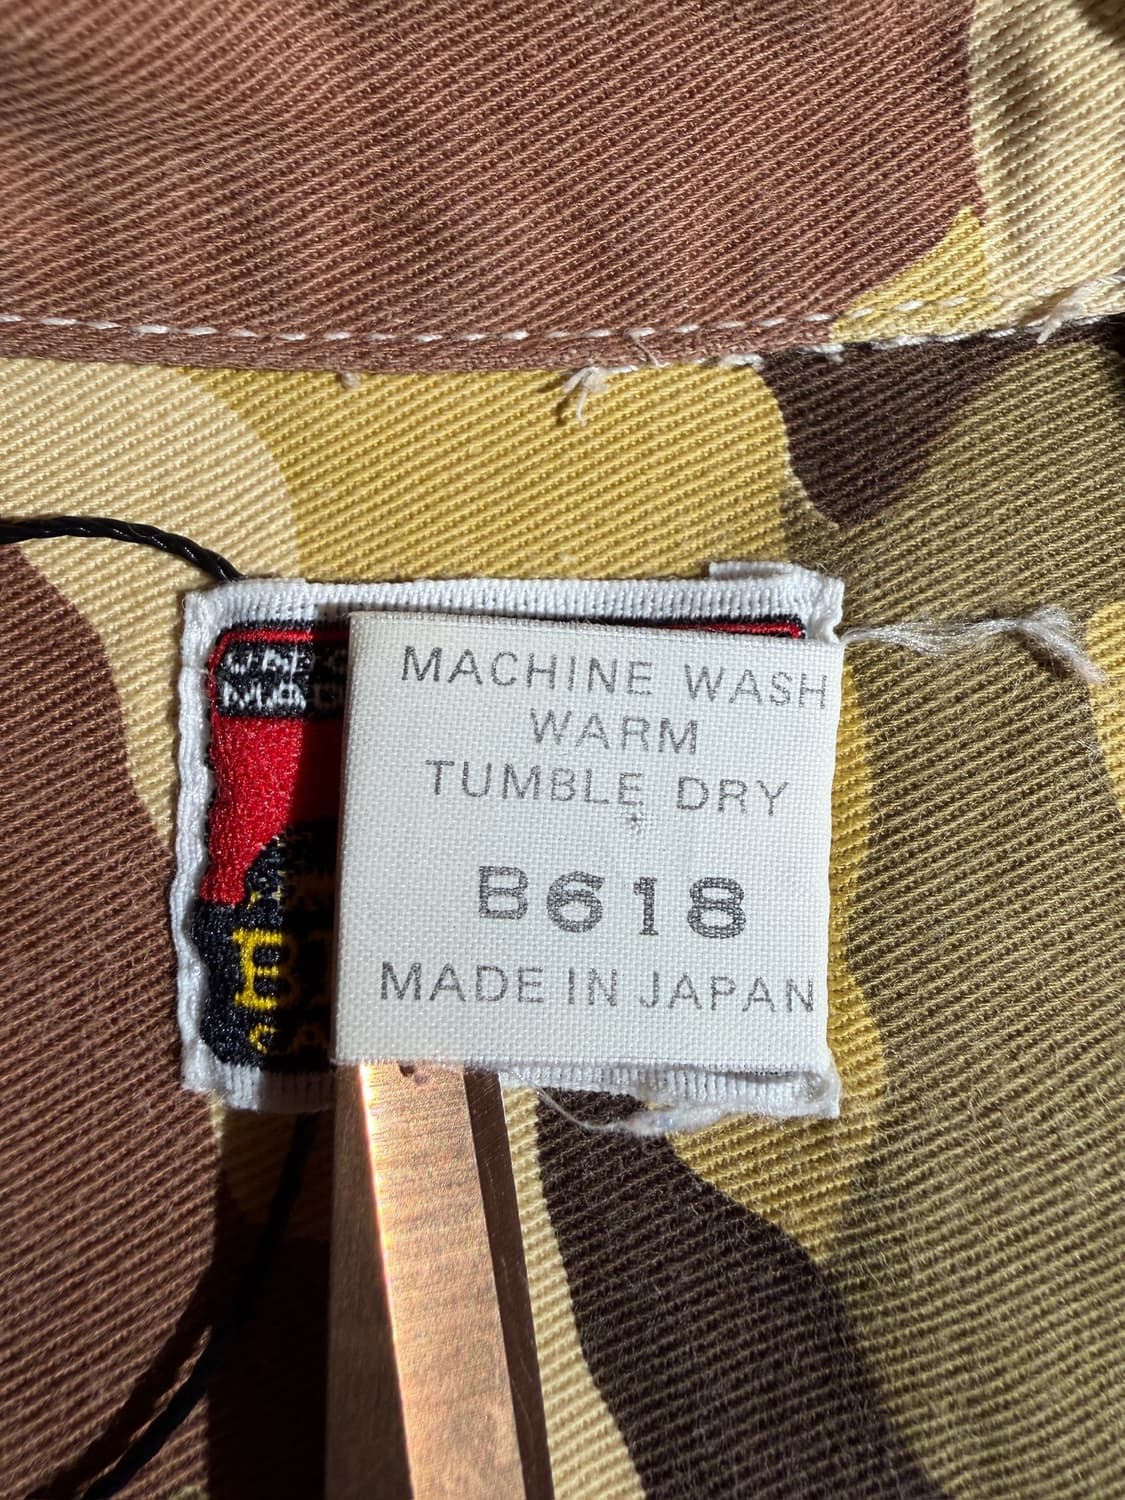 MACHINE WASH
WARM
TUMBLE DRY
B618
MADE IN JAPAN